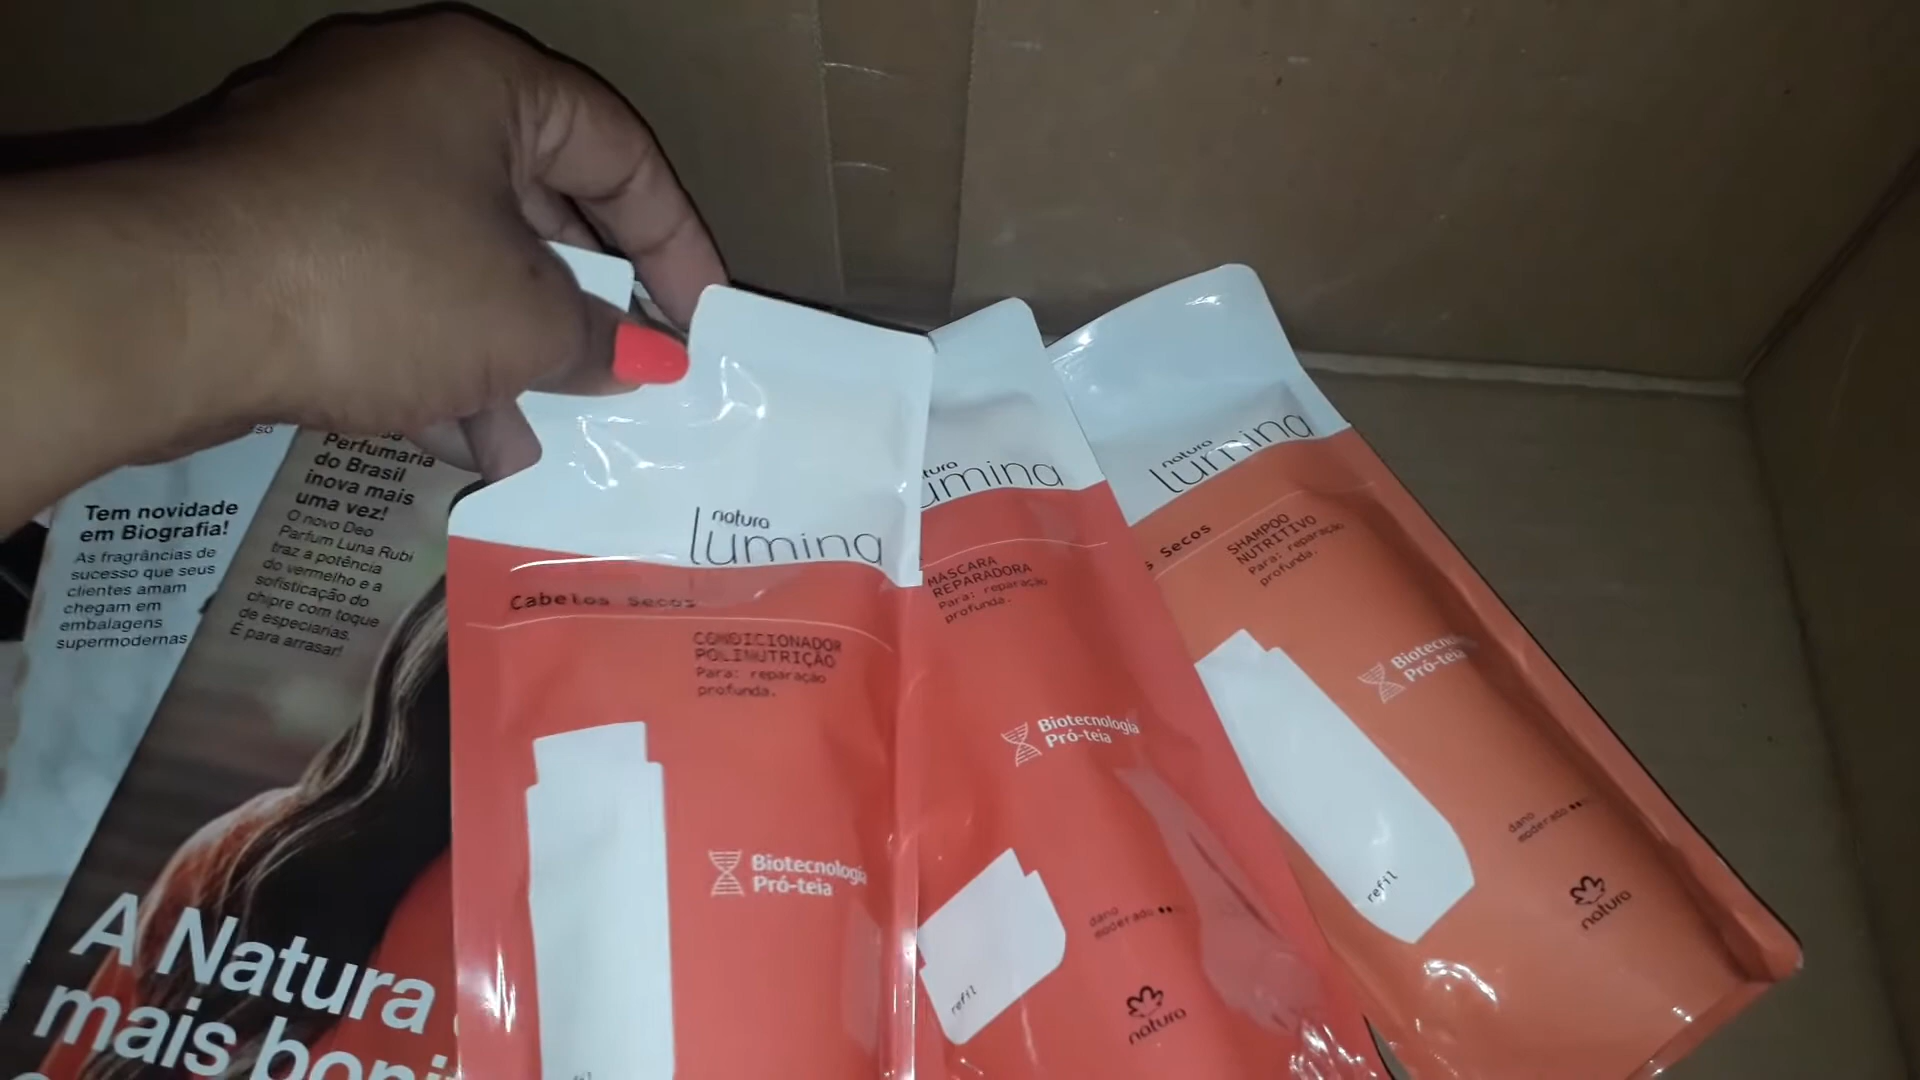 Perfumaria
do Brasil
inova mais
uma vez!
O novo Deo
Parfum Luna Rubi
traz a potência
do vermelho e a
sofisticação do
chipre com toque
de especiarias.
É para arrasar!
Tem novidade
em Biografia!
As fragrâncias de
sucesso que seus
clientes amam
chegam em
embalagens
supermodernas
A Natura
mais
natura
lumina
Cabelos secos
CONDICIONADOR
POLINUTRIÇÃO
Para: reparação
profunda.
Biotecnologia
Pró-teia
MÁSCARA
REPARADORA
Para: reparação
profunda.
Biotecnologia
Pró-teia
dano
moderado
refil
natura
natura
lumina
secos
SHAMPOO
NUTRITIVO
Para: reparação
profunda.
Pró-teia
dano
moderado
refil
natura